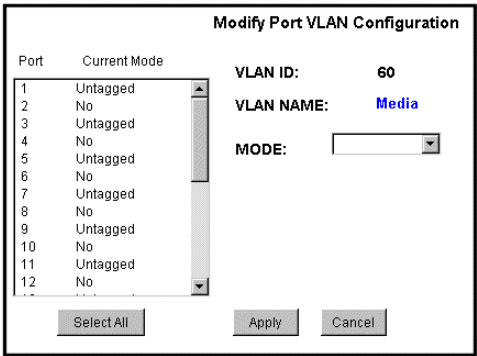 Modify Port VLAN Configuration
Port Current Mode
1 Untagged
2 No
3 Untagged
4 No
5 Untagged
6 No
7 Untagged
8 No
9 Untagged
10 No
11 Untagged
12 No
VLAN ID: 60
VLAN NAME: Media
MODE:
Select All
Apply
Cancel